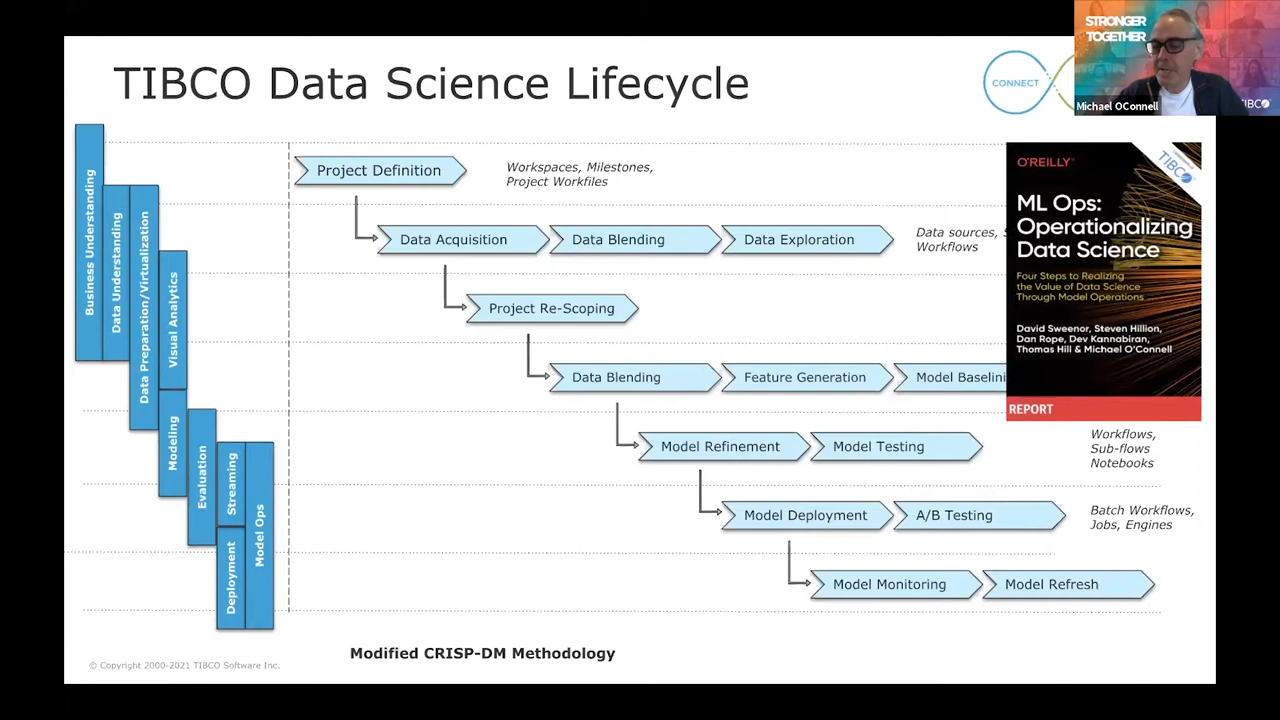 STRONGER
TOGETHER
Michael OConnell
TIBCO Data Science Lifecycle
CONNECT
Business Understanding
Data Understanding
Data Preparation/Virtualization
Visual Analytics
Modeling
Evaluation
Streaming
Deployment
Model Ops
Project Definition
Workspaces, Milestones,
Project Workfiles
Data Acquisition
Data Blending
Data Exploration
Data sources, S
Workflows
Project Re-Scoping
Data Blending
Feature Generation
Model Baselini
O'REILLY
TIBCO
ML Ops:
Operationalizing
Data Science
Four Steps to Realizing
the Value of Data Science
Through Model Operations
David Sweenor, Steven Hillion,
Dan Rope, Dev Kannabiran,
Thomas Hill & Michael O'Connell
REPORT
Model Refinement
Model Testing
Workflows,
Sub-flows
Notebooks
Model Deployment
A/B Testing
Batch Workflows,
Jobs, Engines
Model Monitoring
Model Refresh
Modified CRISP-DM Methodology
© Copyright 2000-2021 TIBCO Software Inc.